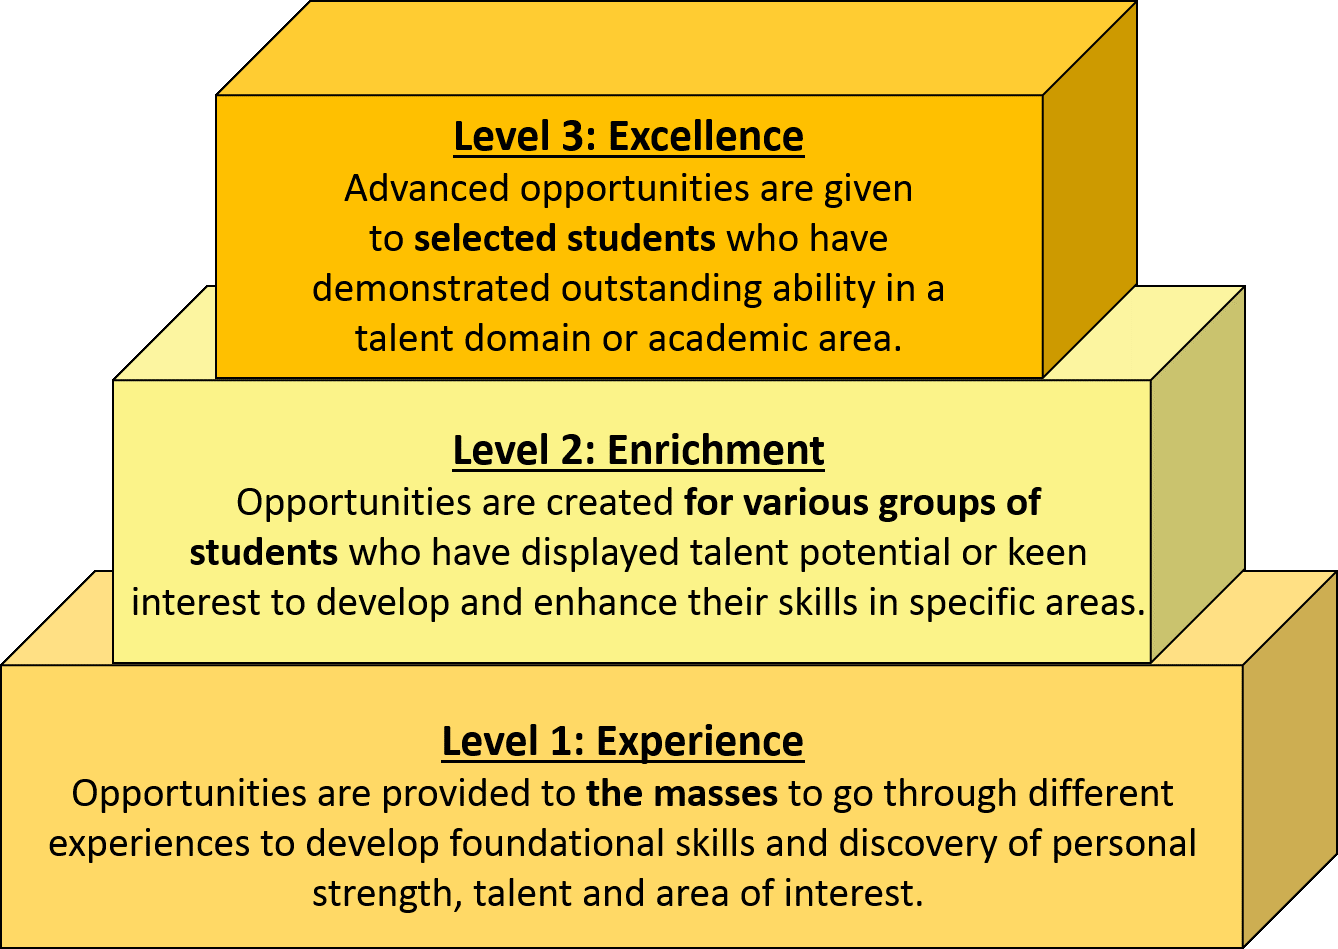 Level 3: Excellence
Advanced opportunities are given
to selected students who have
demonstrated outstanding ability in a
talent domain or academic area.
Level 2: Enrichment
Opportunities are created for various groups of
students who have displayed talent potential or keen
interest to develop and enhance their skills in specific areas.
Level 1: Experience
Opportunities are provided to the masses to go through different
experiences to develop foundational skills and discovery of personal
strength, talent and area of interest.